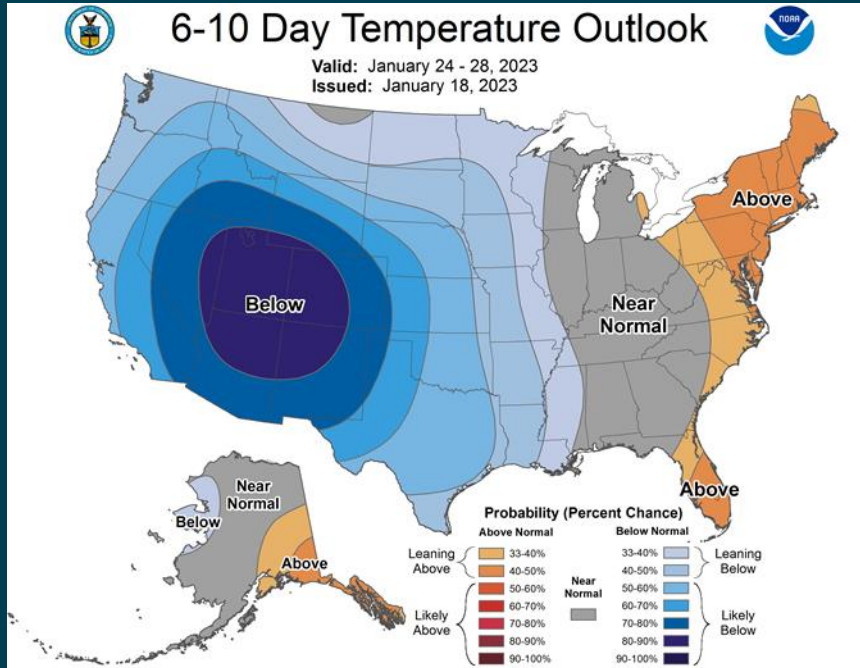 6-10 Day Temperature Outlook
NOAA
Valid: January 24 - 28, 2023
Issued: January 18, 2023
Above
Below
Near
Normal
Above
Near
Normal
Below
Above
Probability (Percent Chance)
Above Normal
Below Normal
Leaning
Above
33-40%
40-50%
Likely
Above
50-60%
60-70%
70-80%
80-90%
90-100%
Near
Normal
33-40%
40-50%
Leaning
Below
50-60%
60-70%
70-80%
80-90%
90-100%
Likely
Below